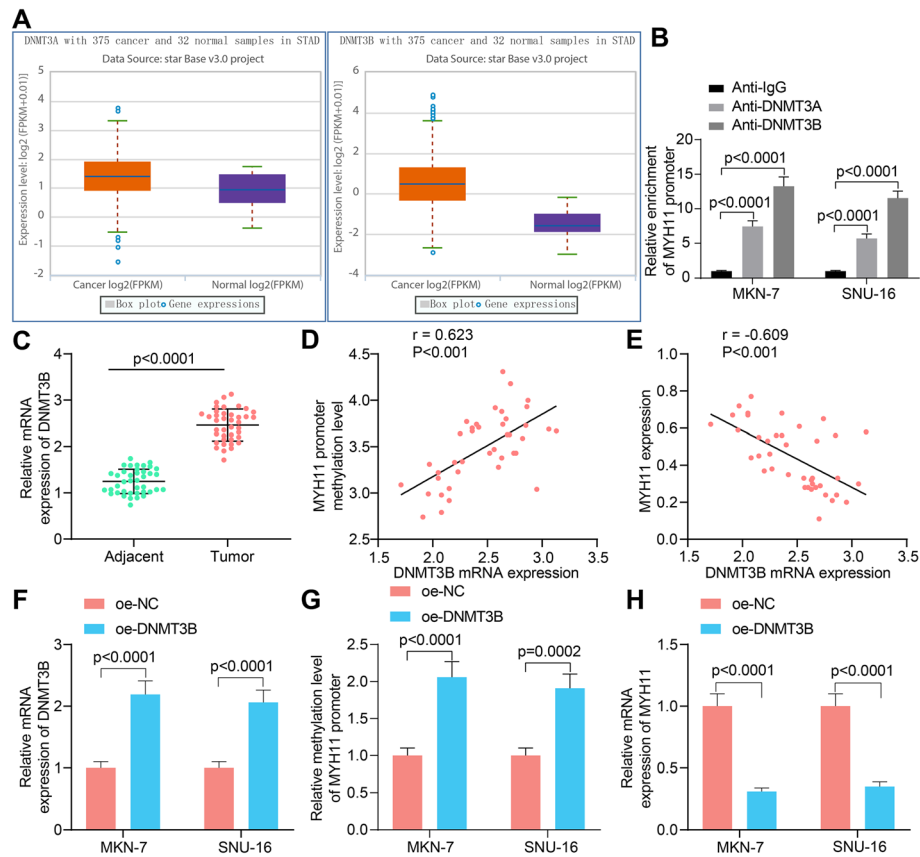 A
DNMT3A with 375 cancer and 32 normal samples in STAD
Data Source: star Base v3.0 project
Experession level: log2 (FPKM+0.01)]
5
4
3
2
1
0
-1
-2
Cancer log2(FPKM)
Normal log2(FPKM)
Box plot Gene expressions
DNMT3B with 375 cancer and 32 normal samples in STAD
Data Source: star Base v3.0 project
Experession level: log2 (FPKM+0.01)]
6
4
2
0
-2
-4
Cancer log2(FPKM)
Normal log2(FPKM)
Box plot Gene expressions
B
Anti-IgG
Anti-DNMT3A
Anti-DNMT3B
Relative enrichment
of MYH11 promoter
20
15
10
5
0
p<0.0001
p<0.0001
p<0.0001
p<0.0001
MKN-7
SNU-16
C
Relative mRNA
expression of DNMT3B
4
3
2
1
0
p<0.0001
Adjacent
Tumor
D
r = 0.623
P<0.001
MYH11 promoter
methylation level
4.5
4.0
3.5
3.0
2.5
1.5
2.0
2.5
3.0
3.5
DNMT3B mRNA expression
E
r = -0.609
P<0.001
MYH11 expression
1.0
0.8
0.6
0.4
0.2
0.0
1.5
2.0
2.5
3.0
3.5
DNMT3B mRNA expression
F
oe-NC
oe-DNMT3B
Relative mRNA
expression of DNMT3B
3
2
1
0
p<0.0001
p<0.0001
MKN-7
SNU-16
G
oe-NC
oe-DNMT3B
Relative methylation level
of MYH11 promoter
2.5
2.0
1.5
1.0
0.5
0.0
p<0.0001
p=0.0002
MKN-7
SNU-16
H
oe-NC
oe-DNMT3B
Relative mRNA
expression of MYH11
1.5
1.0
0.5
0.0
p<0.0001
p<0.0001
MKN-7
SNU-16